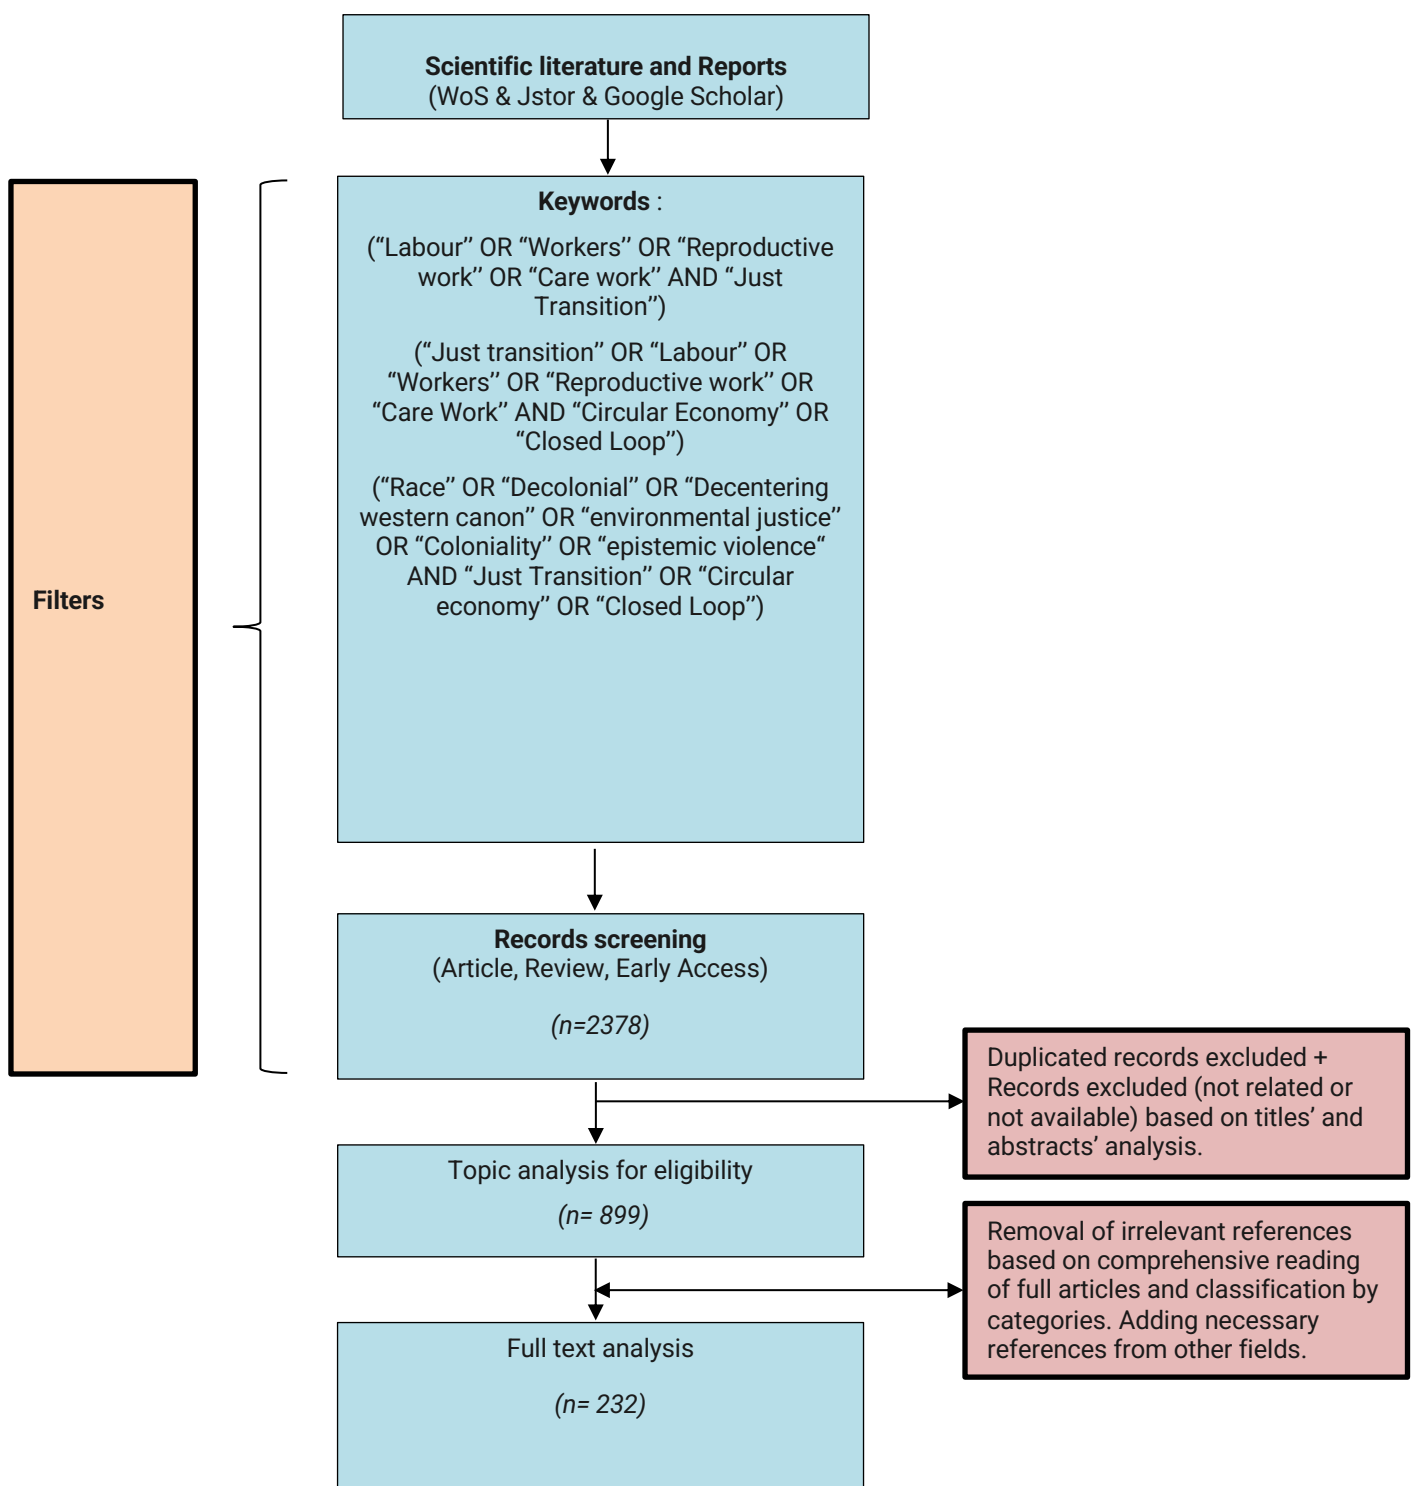 Scientific literature and Reports
(WoS & Jstor & Google Scholar)
Filters
Keywords :
(“Labour” OR “Workers” OR “Reproductive
work” OR “Care work” AND “Just
Transition”)
(“Just transition” OR “Labour” OR
“Workers” OR “Reproductive work” OR
“Care Work” AND “Circular Economy” OR
“Closed Loop”)
(“Race” OR “Decolonial” OR “Decentering
western canon” OR “environmental justice”
OR “Coloniality” OR “epistemic violence“
AND “Just Transition” OR “Circular
economy” OR “Closed Loop”)
Records screening
(Article, Review, Early Access)
(n=2378)
Duplicated records excluded +
Records excluded (not related or
not available) based on titles’ and
abstracts’ analysis.
Topic analysis for eligibility
(n= 899)
Removal of irrelevant references
based on comprehensive reading
of full articles and classification by
categories. Adding necessary
references from other fields.
Full text analysis
(n= 232)